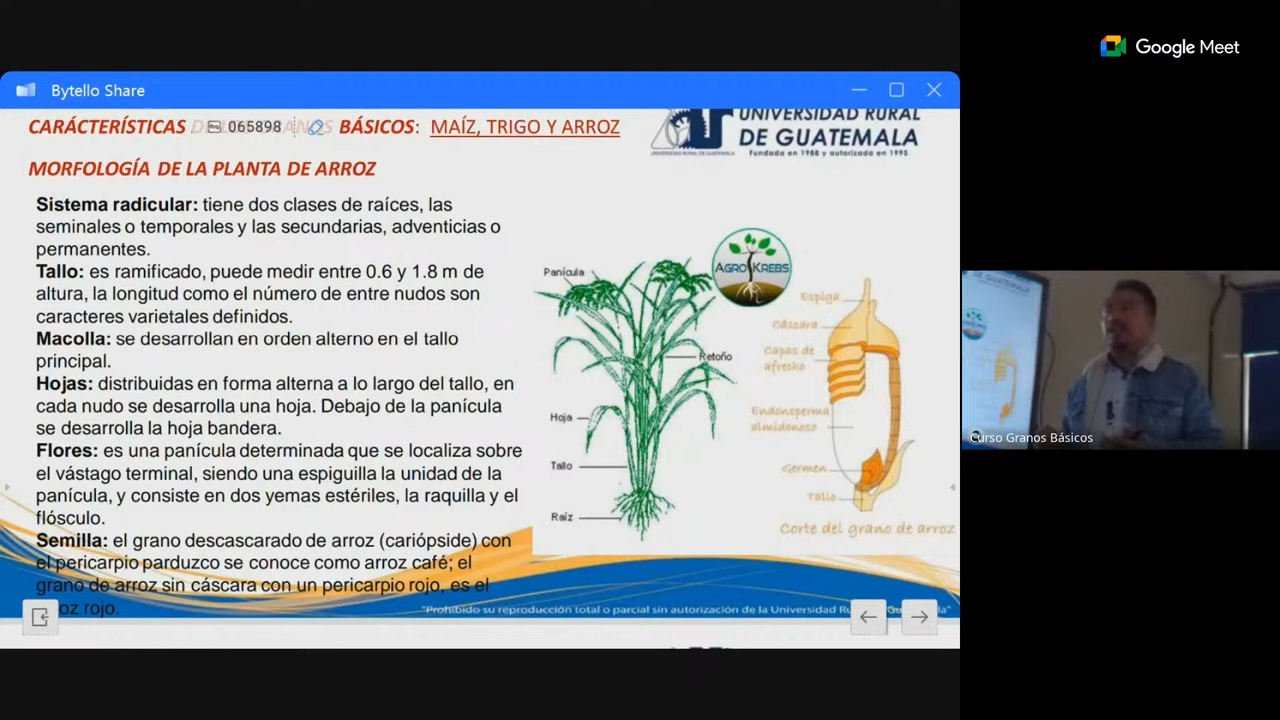 Google Meet
Bytello Share
CARÁCTERÍSTICAS 065898 BÁSICOS: MAÍZ, TRIGO Y ARROZ
UNIVERSIDAD RURAL
DE GUATEMALA
Fundada en 1988 y autorizada en 1995
MORFOLOGÍA DE LA PLANTA DE ARROZ
Sistema radicular: tiene dos clases de raíces, las
seminales o temporales y las secundarias, adventicias o
permanentes.
Tallo: es ramificado, puede medir entre 0.6 y 1.8 m de
altura, la longitud como el número de entre nudos son
caracteres varietales definidos.
Macolla: se desarrollan en orden alterno en el tallo
principal.
Hojas: distribuidas en forma alterna a lo largo del tallo, en
cada nudo se desarrolla una hoja. Debajo de la panícula
se desarrolla la hoja bandera.
Flores: es una panícula determinada que se localiza sobre
el vástago terminal, siendo una espiguilla la unidad de la
panícula, y consiste en dos yemas estériles, la raquilla y el
flósculo.
Semilla: el grano descascarado de arroz (cariópside) con
el pericarpio parduzco se conoce como arroz café; el
grano de arroz sin cáscara con un pericarpio rojo, es el
oz rojo.
Panícula
Retoño
Hoja
Tallo
Raíz
AGRO KREBS
Espiga
Cáscara
Capas de
afrecho
Endonsperma
almidonoso
Germen
Tallo
Corte del grano de arroz
"Prohibido su reproducción total o parcial sin autorización de la Universidad Ru
Curso Granos Básicos